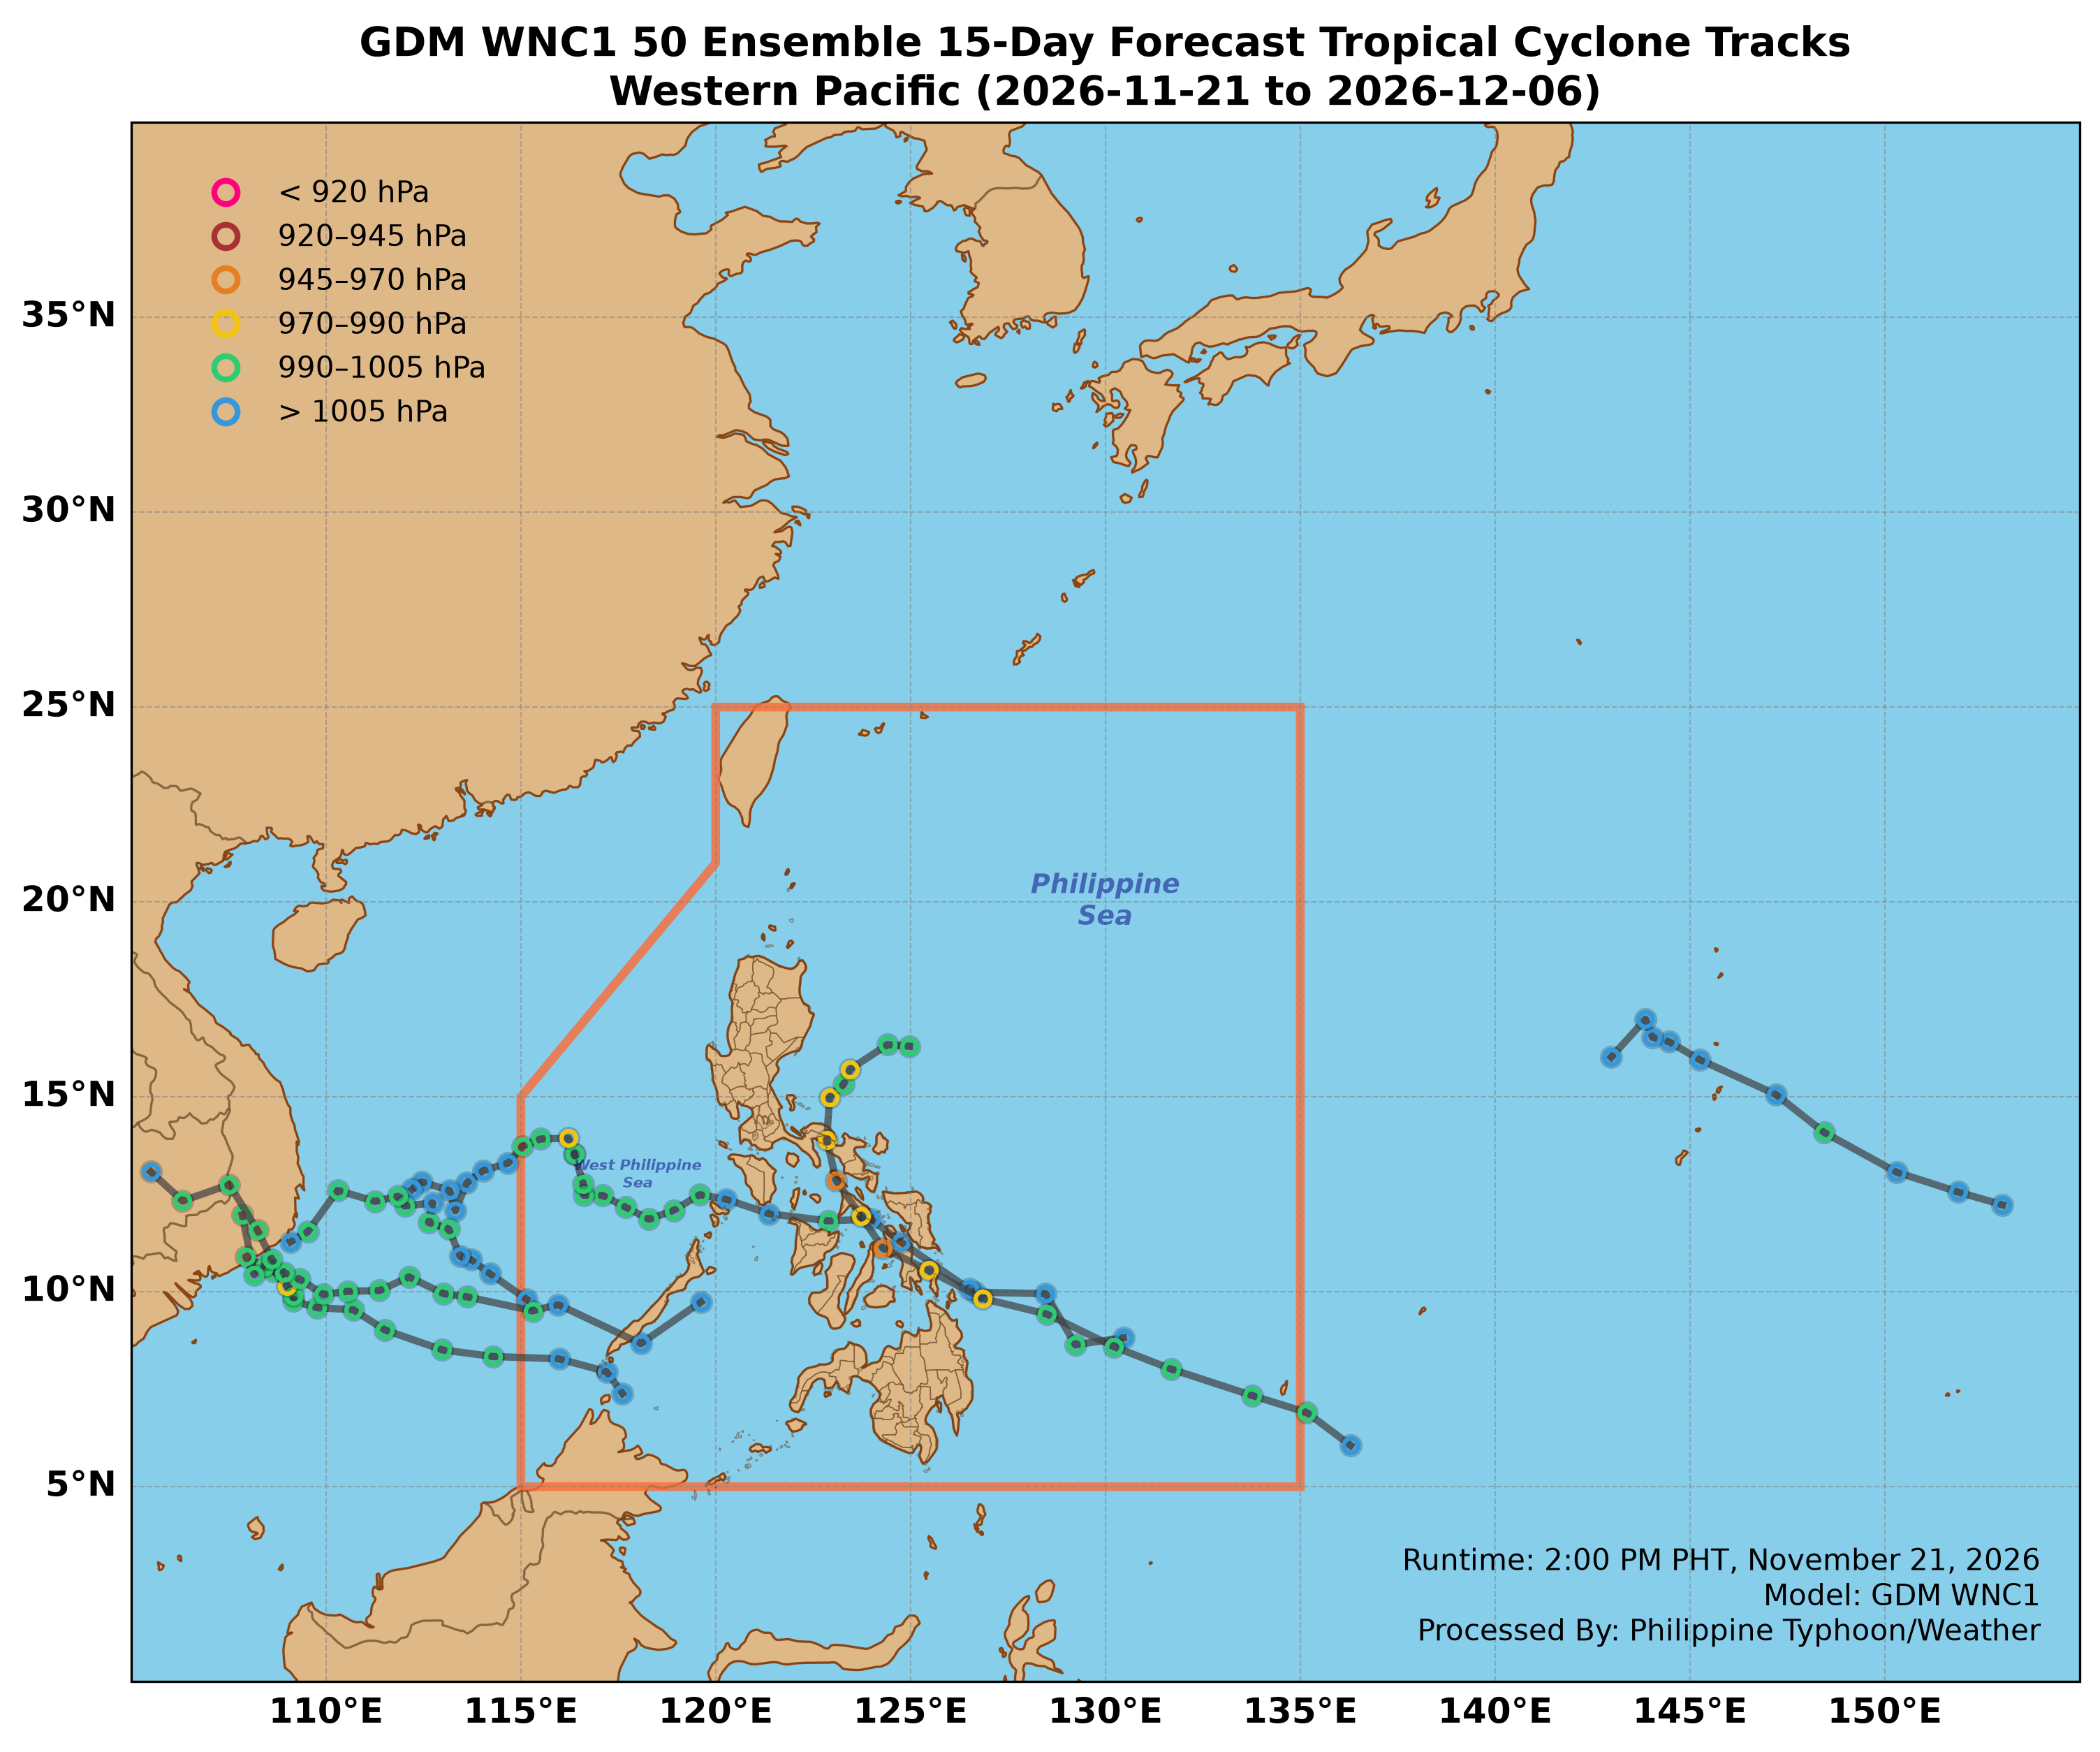 GDM WNC1 50 Ensemble 15-Day Forecast Tropical Cyclone Tracks
Western Pacific (2026-11-21 to 2026-12-06)
< 920 hPa
920–945 hPa
945–970 hPa
970–990 hPa
990–1005 hPa
> 1005 hPa
35°N
30°N
25°N
20°N
15°N
10°N
5°N
Philippine
Sea
West Philippine
Sea
Runtime: 2:00 PM PHT, November 21, 2026
Model: GDM WNC1
Processed By: Philippine Typhoon/Weather
110°E 115°E 120°E 125°E 130°E 135°E 140°E 145°E 150°E